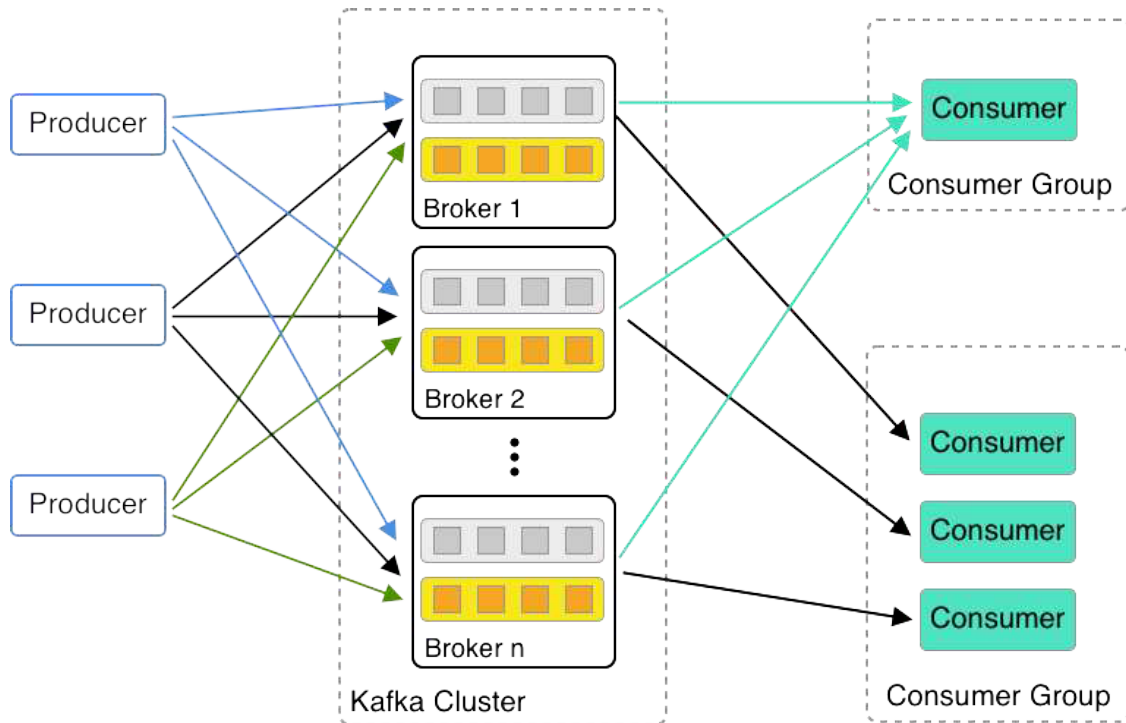 Producer
Producer
Producer
Broker 1
Broker 2
Broker n
Kafka Cluster
Consumer
Consumer Group
Consumer
Consumer
Consumer
Consumer Group